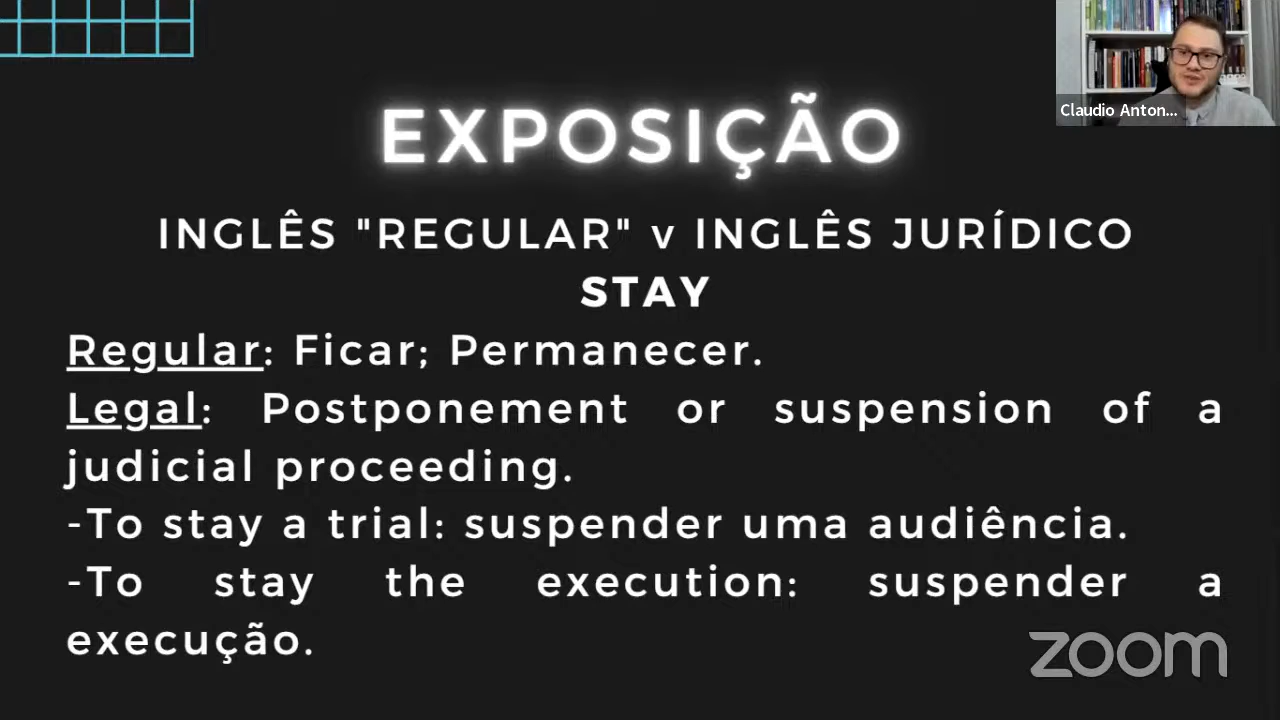 Claudio Anton...
EXPOSIÇÃO
INGLÊS "REGULAR" v INGLÊS JURÍDICO
STAY
Regular: Ficar; Permanecer.
Legal: Postponement or suspension of a
judicial proceeding.
-To stay a trial: suspender uma audiência.
-To stay the execution: suspender a
execução.
zoom